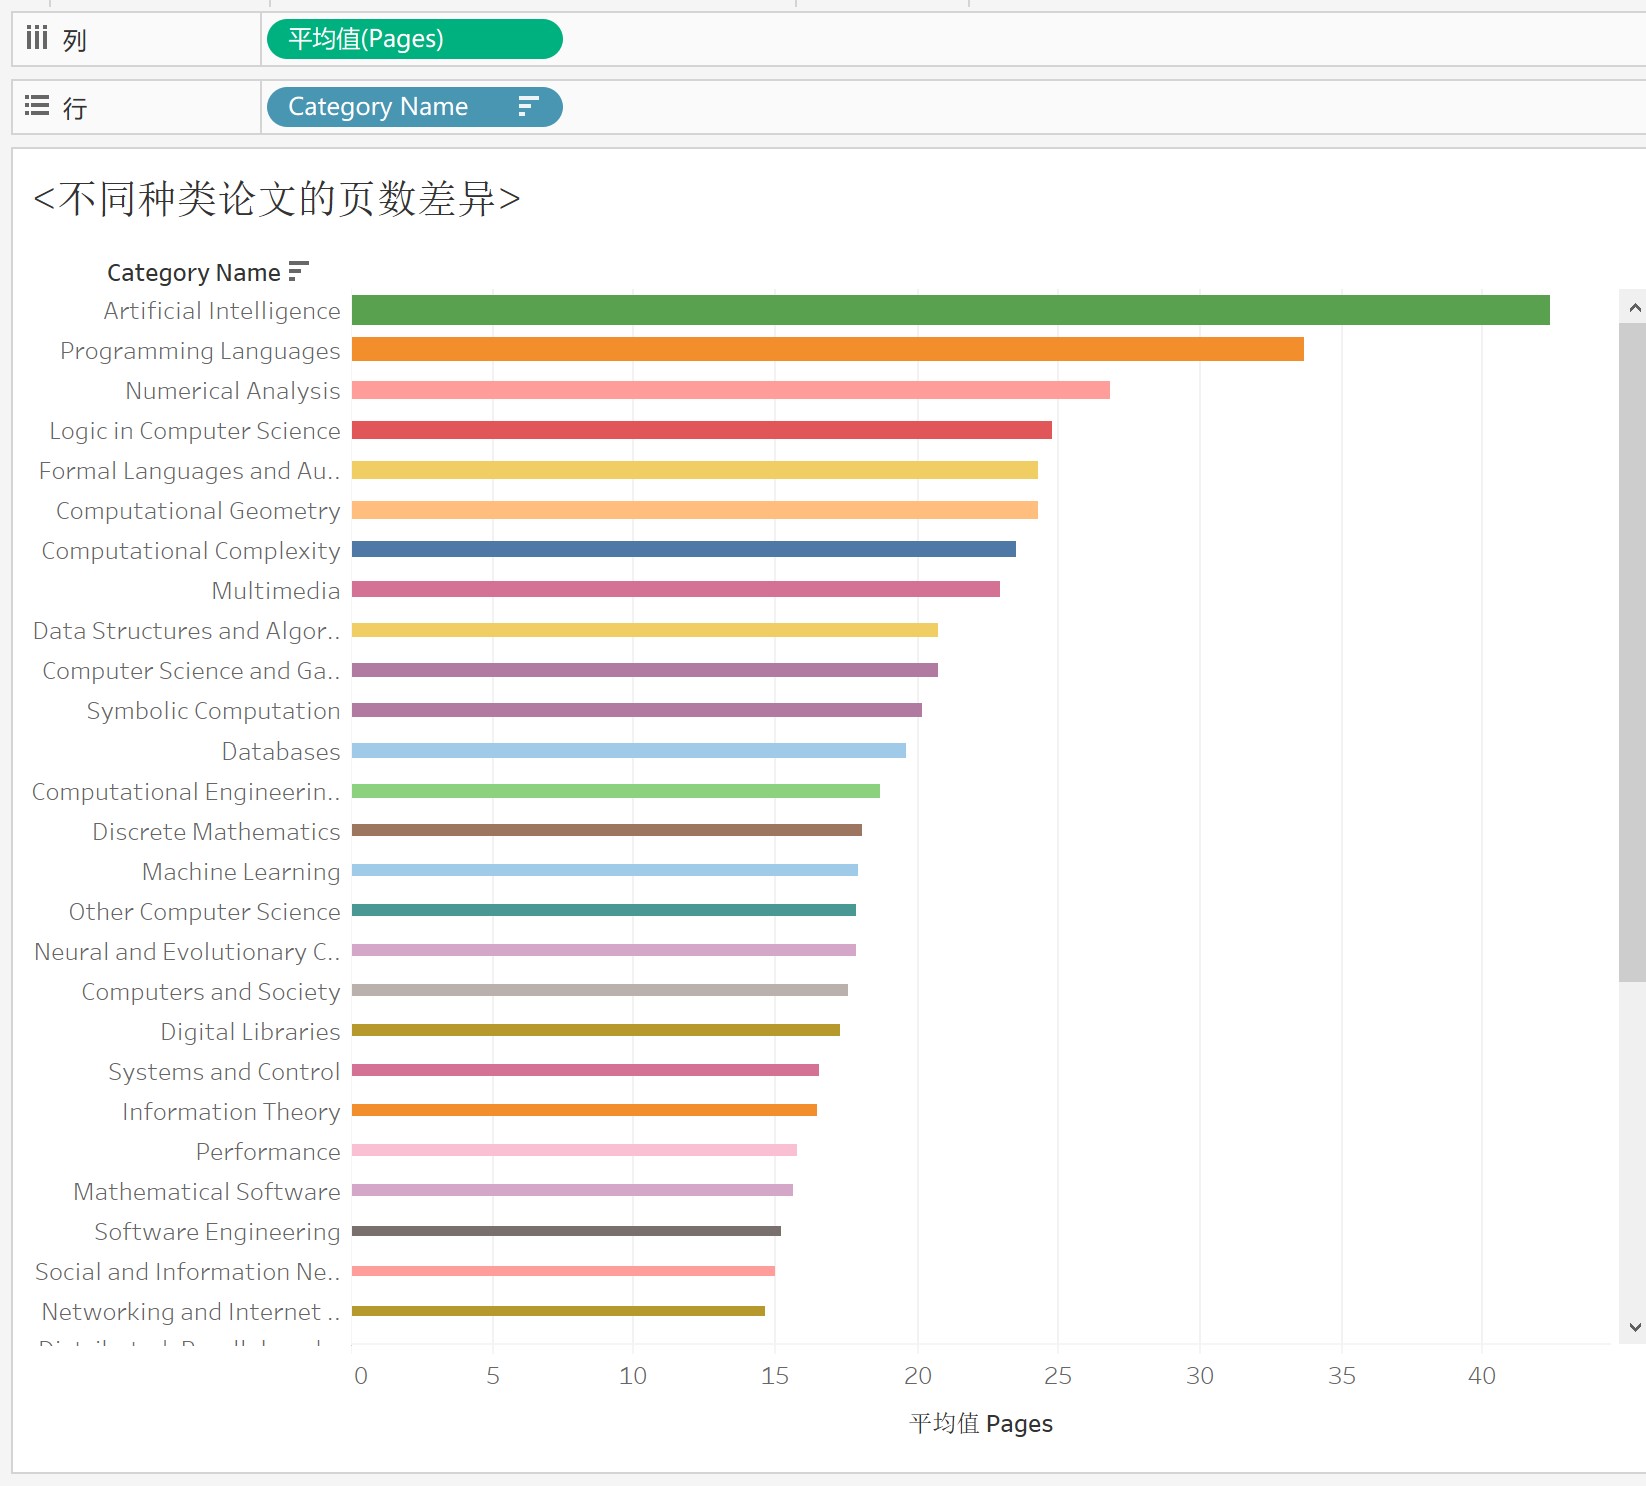 列 平均值(Pages)
行 Category Name
<不同种类论文的页数差异>
Category Name
Artificial Intelligence
Programming Languages
Numerical Analysis
Logic in Computer Science
Formal Languages and Au..
Computational Geometry
Computational Complexity
Multimedia
Data Structures and Algor..
Computer Science and Ga..
Symbolic Computation
Databases
Computational Engineerin..
Discrete Mathematics
Machine Learning
Other Computer Science
Neural and Evolutionary C..
Computers and Society
Digital Libraries
Systems and Control
Information Theory
Performance
Mathematical Software
Software Engineering
Social and Information Ne..
Networking and Internet ..
0 5 10 15 20 25 30 35 40
平均值 Pages